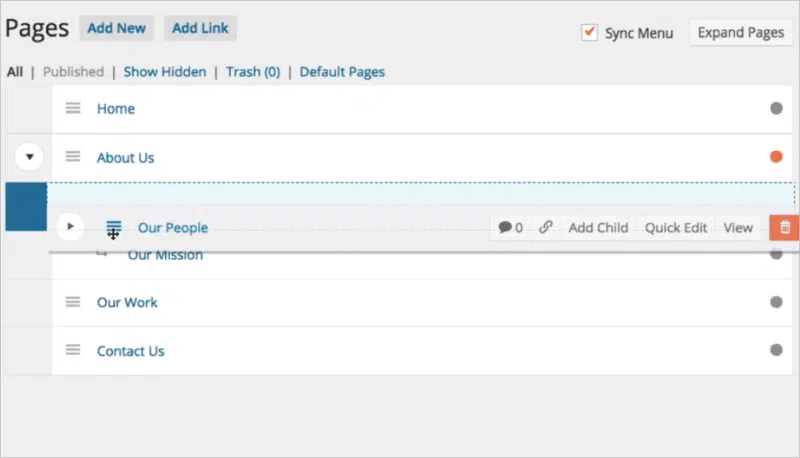 Pages Add New Add Link Sync Menu Expand Pages
All | Published | Show Hidden | Trash (0) | Default Pages
Home
About Us
Our People 0 Add Child Quick Edit View
Our Mission
Our Work
Contact Us